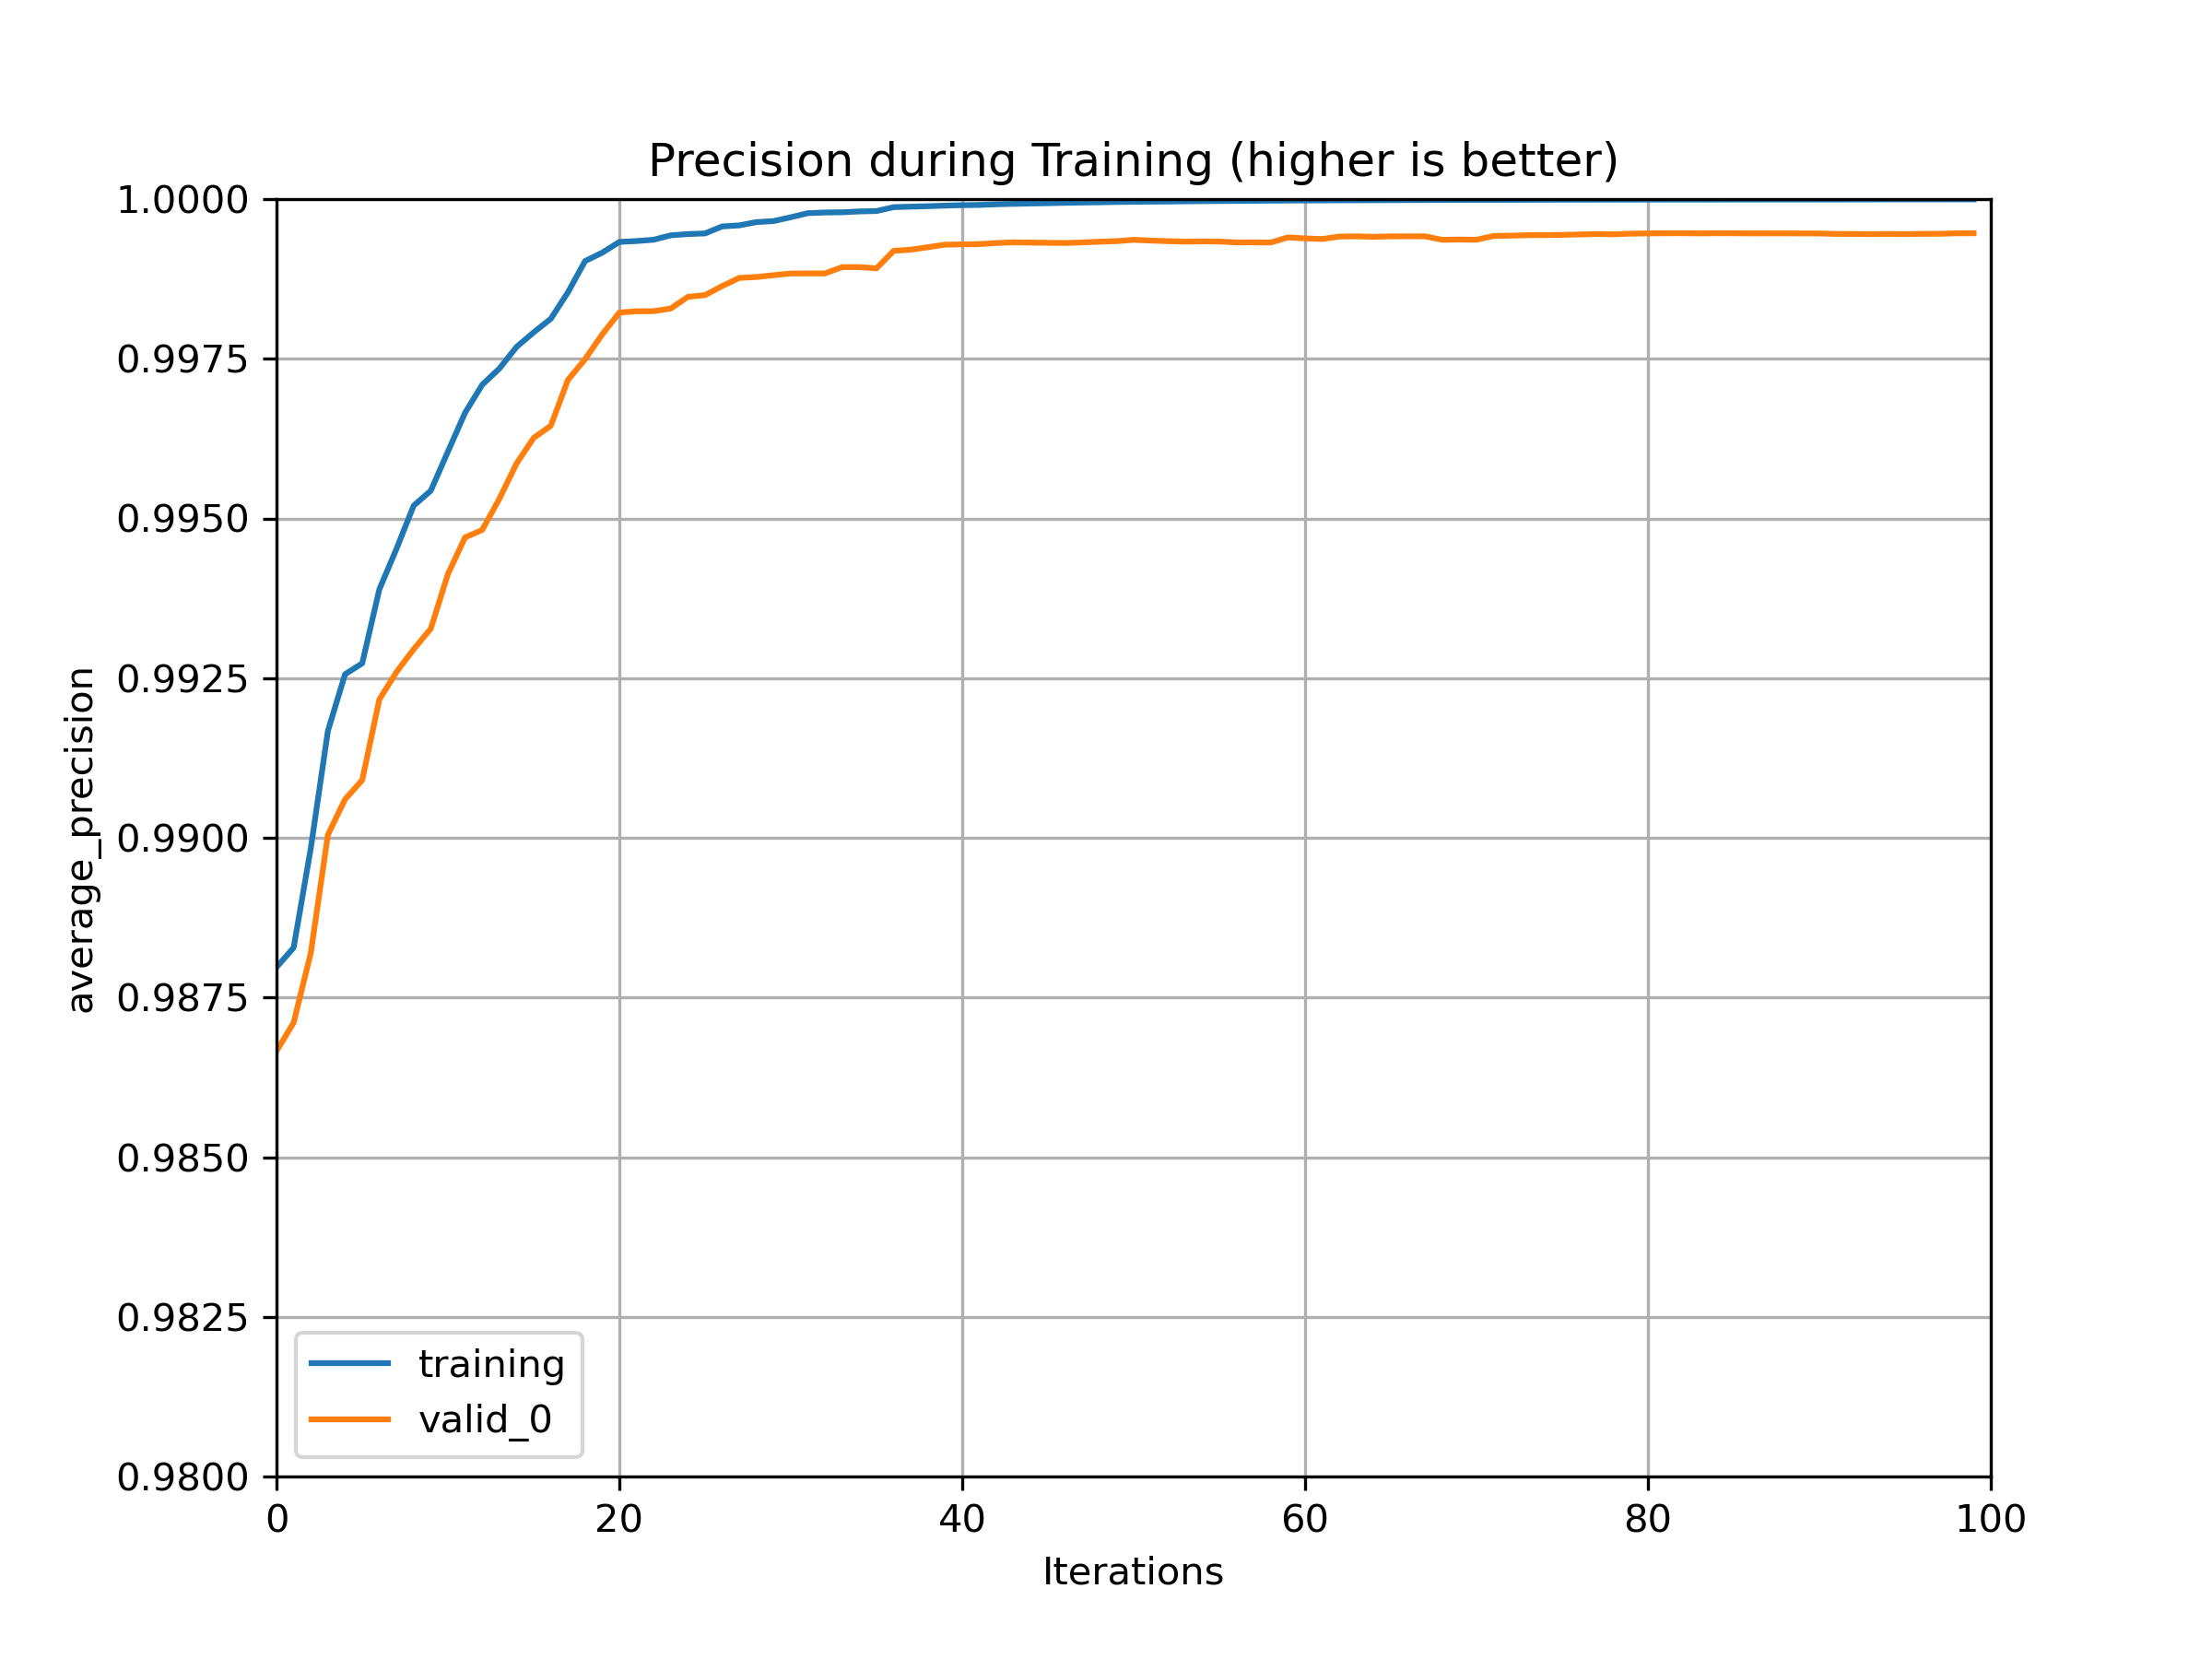 Precision during Training (higher is better)
1.0000
0.9975
0.9950
0.9925
0.9900
0.9875
0.9850
0.9825
0.9800
average_precision
training
valid_0
0 20 40 60 80 100
Iterations